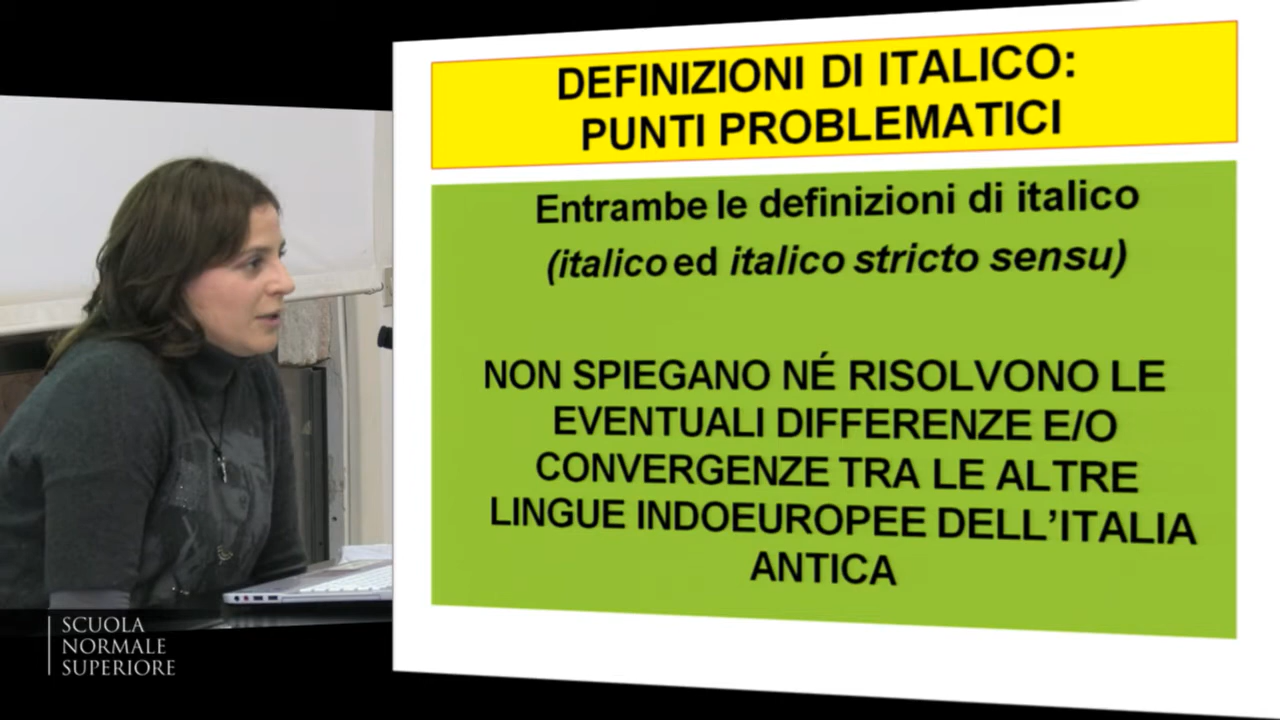 DEFINIZIONI DI ITALICO:
PUNTI PROBLEMATICI
Entrambe le definizioni di italico
(italico ed italico stricto sensu)
NON SPIEGANO NÉ RISOLVONO LE
EVENTUALI DIFFERENZE E/O
CONVERGENZE TRA LE ALTRE
LINGUE INDOEUROPEE DELL’ITALIA
ANTICA
SCUOLA
NORMALE
SUPERIORE